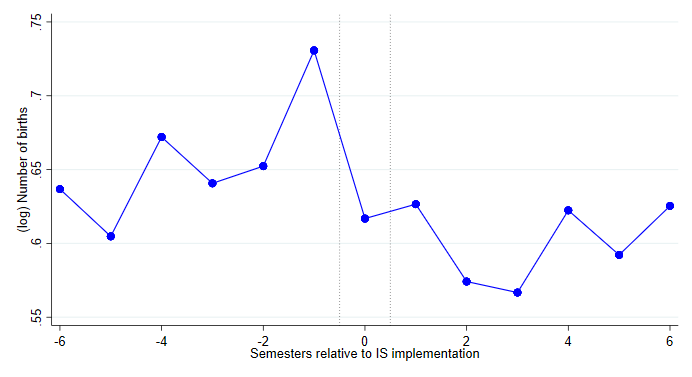 (log) Number of births
.75
.7
.65
.6
.55
-6 -4 -2 0 2 4 6
Semesters relative to IS implementation